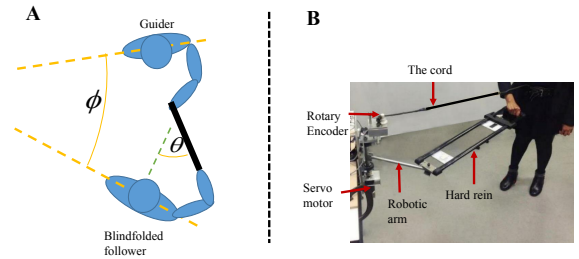 A
Guider
ϕ
θ
Blindfolded
follower
B
The cord
Rotary
Encoder
Servo
motor
Robotic
arm
Hard rein